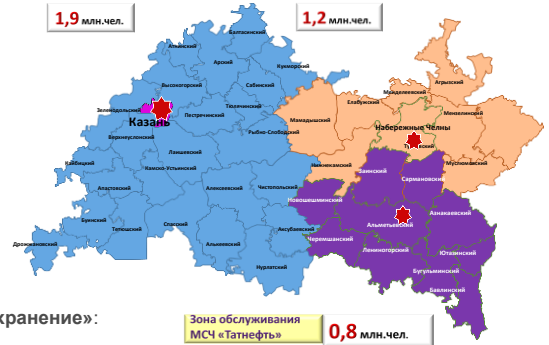 1,9 млн.чел.
1,2 млн.чел.
Балтасинский
Атнинский
Арский
Кукморский
Агрызский
Высокогорский
Сабинский
Менделеевский
Елабужский
Зеленодольский
Тюлячинский
Мензелинский
Мамадышский
Казань
Пестречинский
Набережные Челны
Рыбно-Слободский
Верхнеуслонский
Тукаевский
Лаишевский
Муслюмовский
Кайбицкий
Нижнекамский
Заинский
Камско-Устьинский
Сармановский
Апастовский
Алексеевский
Чистопольский
Новошешминский
Азнакаевский
Буинский
Спасский
Альметьевский
Тетюшский
Аксубаевский
Дрожжановский
Алькеевский
Черемшанский
Лениногорский
Ютазинский
Нурлатский
Бугульминский
Бавлинский
хранение»:
Зона обслуживания
МСЧ «Татнефть»
0,8 млн.чел.